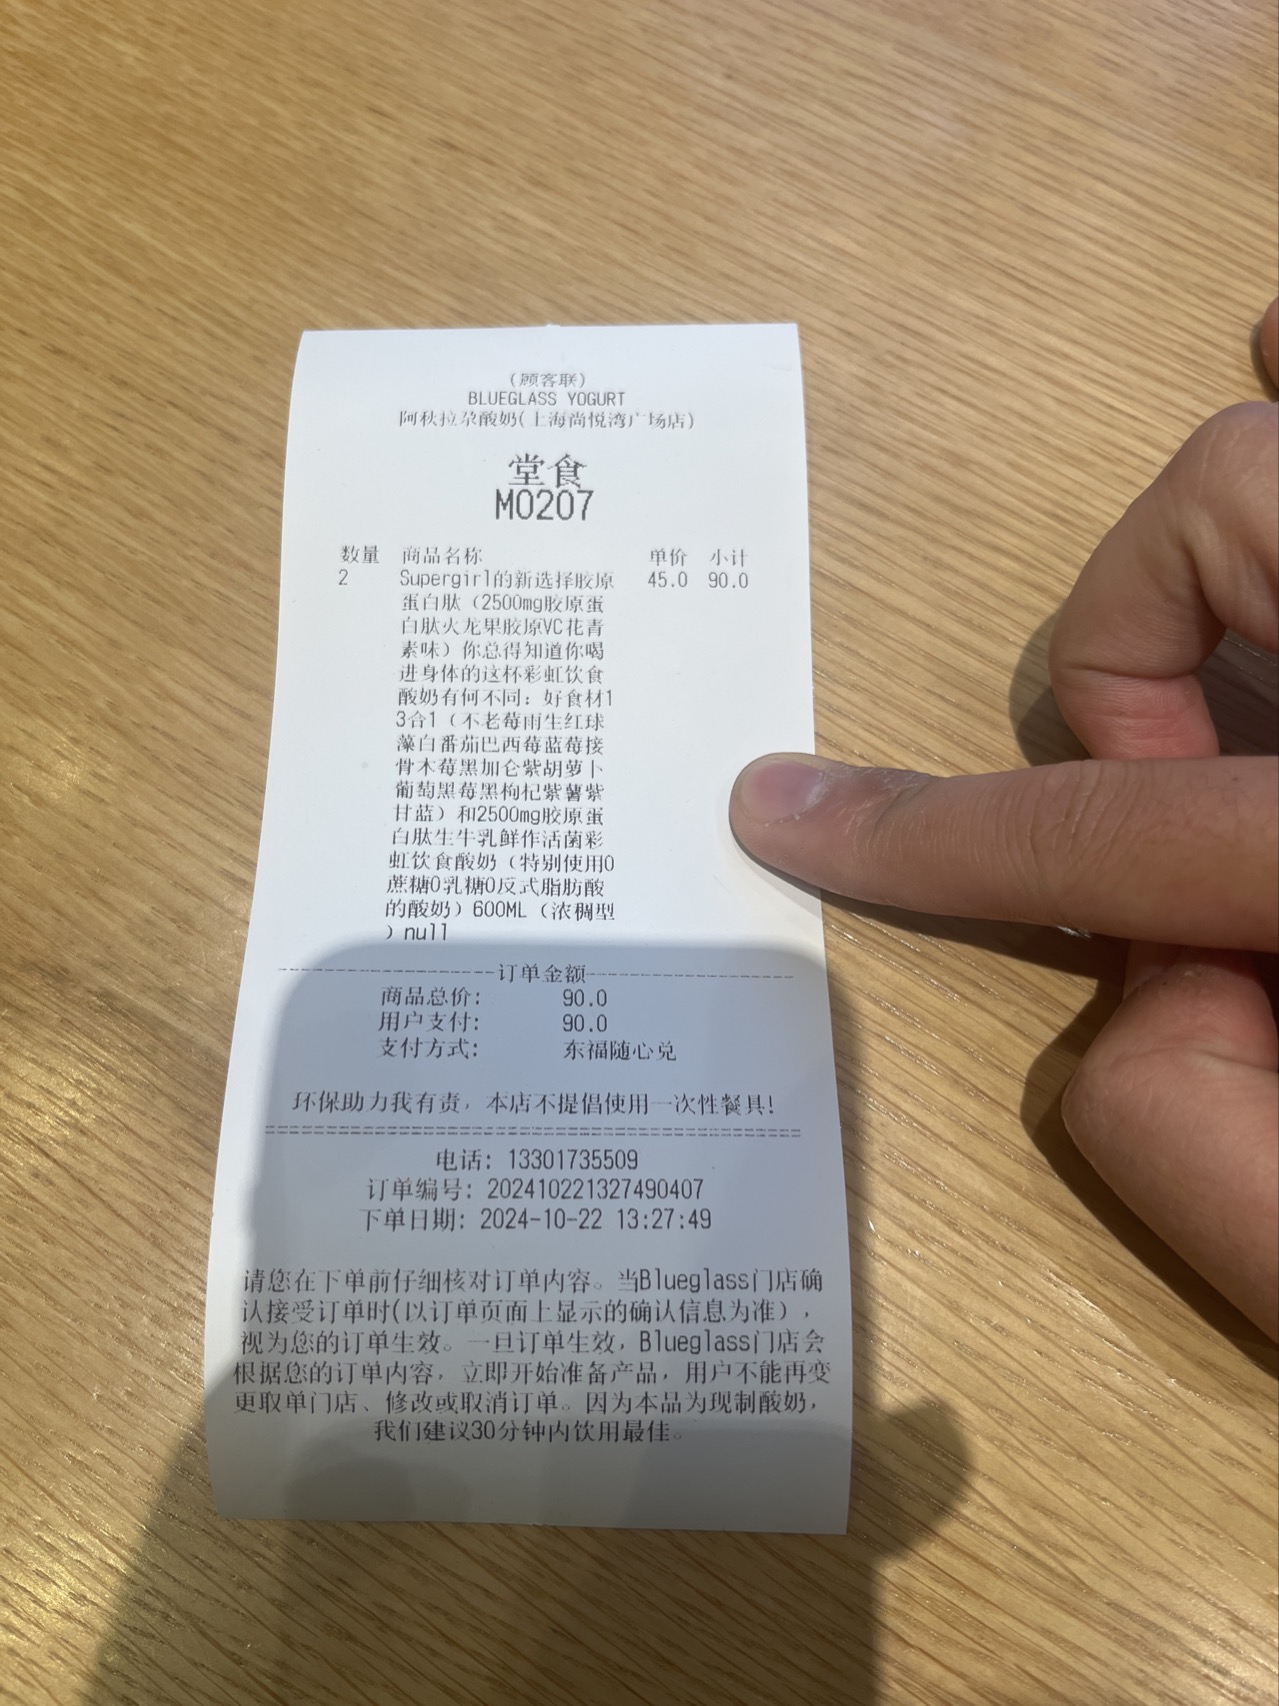 (顾客联)
BLUEGLASS YOGURT
阿秋拉尕酸奶(上海尚悦湾广场店)
堂食
M0207
数量 商品名称 单价 小计
2 Supergirl的新选择胶原 45.0 90.0
蛋白肽（2500mg胶原蛋
白肽火龙果胶原VC花青
素味）你总得知道你喝
进身体的这杯彩虹饮食
酸奶有何不同：好食材1
3合1（不老莓雨生红球
藻白番茄巴西莓蓝莓接
骨木莓黑加仑紫胡萝卜
葡萄黑莓黑枸杞紫薯紫
甘蓝）和2500mg胶原蛋
白肽生牛乳鲜作活菌彩
虹饮食酸奶（特别使用0
蔗糖0乳糖0反式脂肪酸
的酸奶）600ML（浓稠型
）null
订单金额
商品总价: 90.0
用户支付: 90.0
支付方式: 东福随心兑
环保助力我有责，本店不提倡使用一次性餐具!
电话: 13301735509
订单编号: 202410221327490407
下单日期: 2024-10-22 13:27:49
请您在下单前仔细核对订单内容。当Blueglass门店确
认接受订单时(以订单页面上显示的确认信息为准)，
视为您的订单生效。一旦订单生效，Blueglass门店会
根据您的订单内容，立即开始准备产品，用户不能再变
更取单门店、修改或取消订单。因为本品为现制酸奶，
我们建议30分钟内饮用最佳。